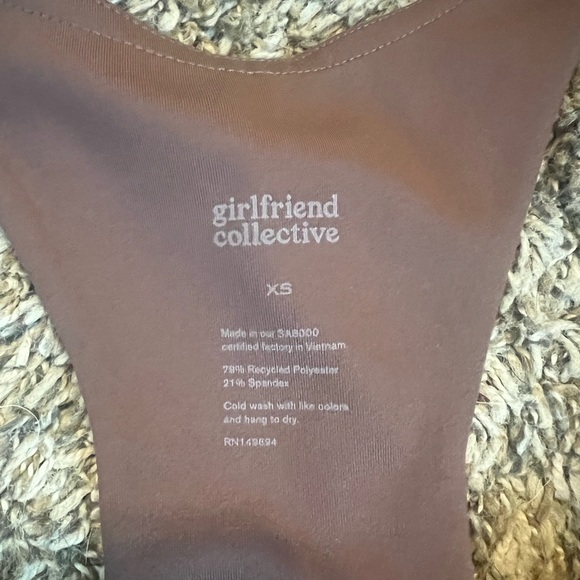 girlfriend
collective
XS
Made in our SA8000
certified factory in Vietnam.
79% Recycled Polyester
21% Spandex
Cold wash with like colors
and hang to dry.
RN149894